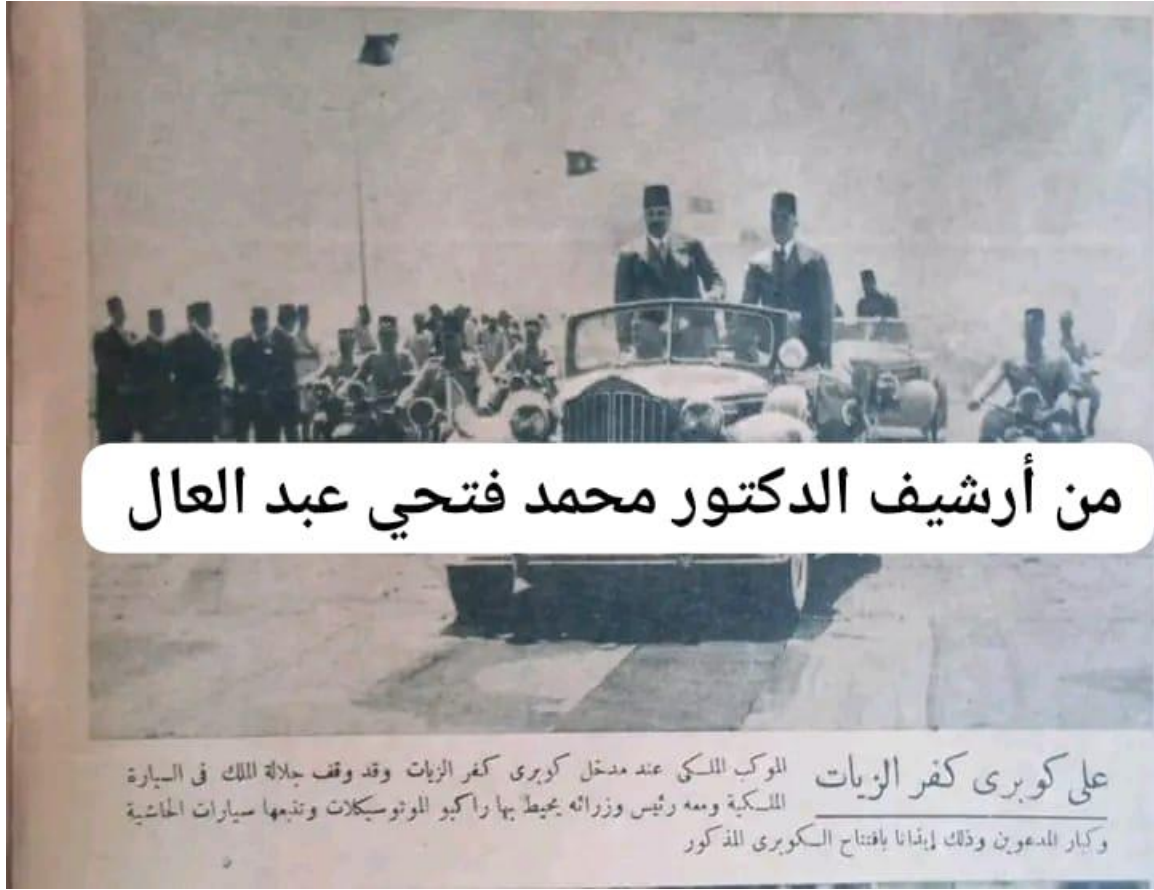 من أرشيف الدكتور محمد فتحي عبد العال
على كوبرى كفر الزيات
الموكب الملكى عند مدخل كوبرى كفر الزيات وقد وقف جلالة الملك فى السيارة
الملكية ومعه رئيس وزرائه يحيط بها راكبو الموتوسيكلات وتتبعها سيارات الحاشية
وكبار المدعوين وذلك إيذانا بافتتاح الكوبرى المذكور